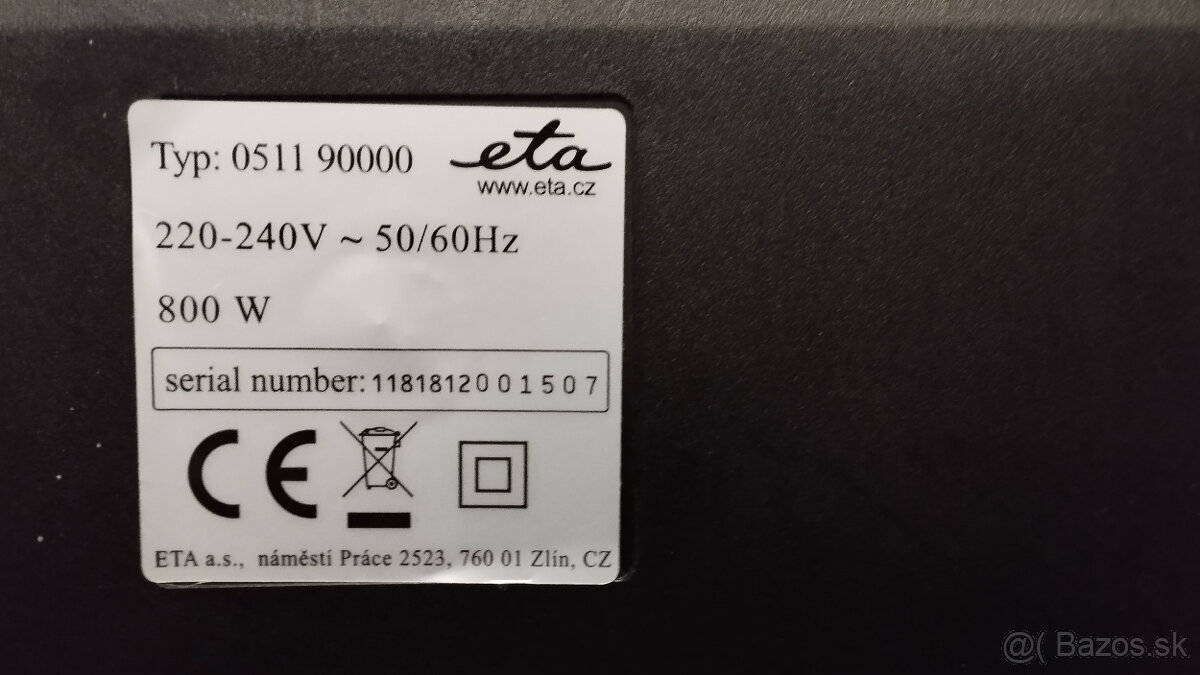 Typ: 0511 90000
eta
www.eta.cz
220-240V ~ 50/60Hz
800 W
serial number: 1181812001507
CE
ETA a.s., náměstí Práce 2523, 760 01 Zlín, CZ
@( Bazos.sk